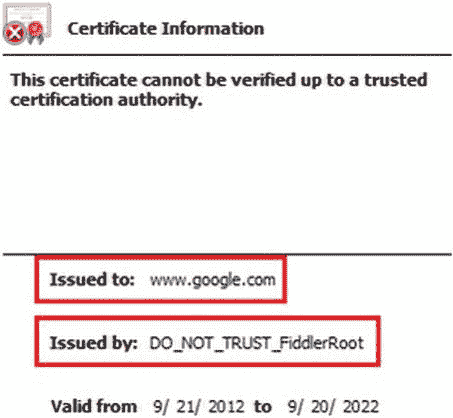 Certificate Information
This certificate cannot be verified up to a trusted
certification authority.
Issued to: www.google.com
Issued by: DO_NOT_TRUST_FiddlerRoot
Valid from 9/ 21/ 2012 to 9/ 20/ 2022